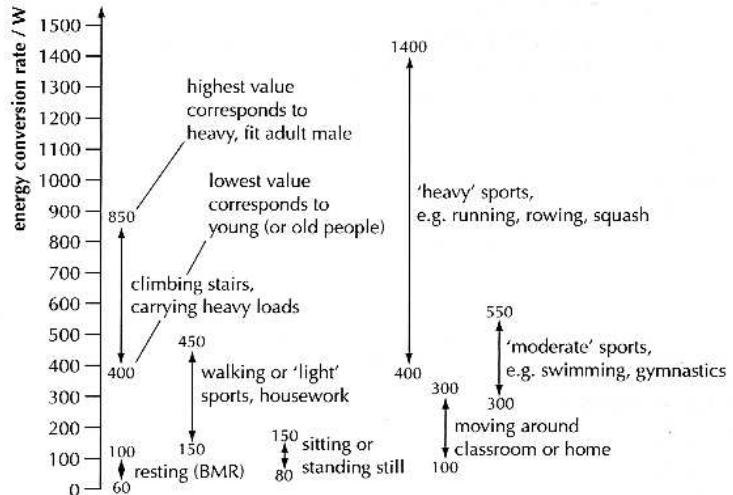 energy conversion rate / W
1500
1400
1300
1200
1100
1000
900
800
700
600
500
400
300
200
100
0
highest value
corresponds to
heavy, fit adult male
lowest value
corresponds to
young (or old people)
850
climbing stairs,
carrying heavy loads
400
450
walking or ‘light’
sports, housework
150
100
resting (BMR)
60
150
sitting or
standing still
80
1400
‘heavy’ sports,
e.g. running, rowing, squash
400
300
moving around
classroom or home
100
550
‘moderate’ sports,
e.g. swimming, gymnastics
300